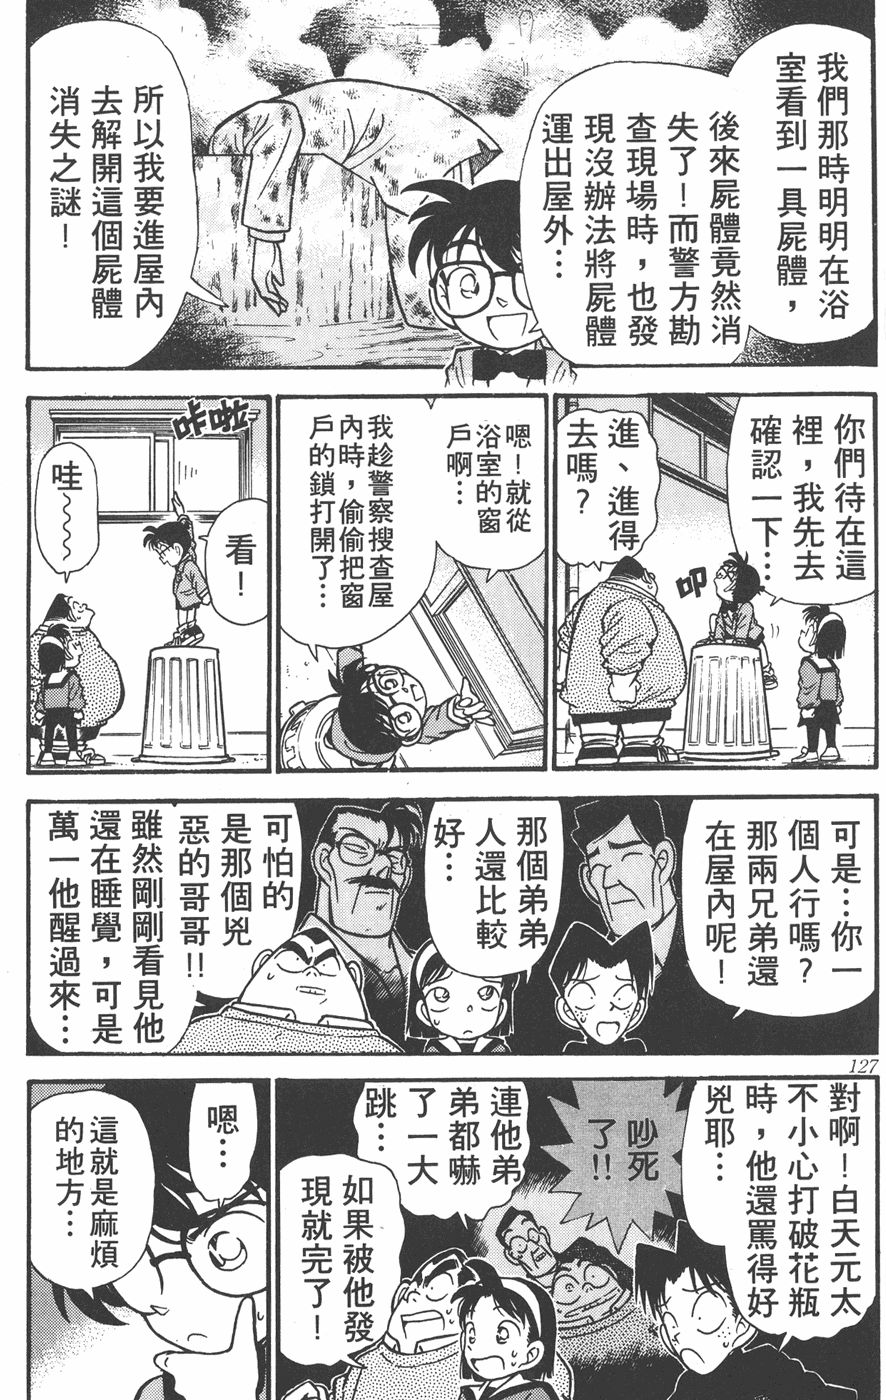 我們那時明明在浴
室看到一具屍體，
後來屍體竟然消
失了！而警方勘
查現場時，也發
現沒辦法將屍體
運出屋外…
所以我要進屋內
去解開這個屍體
消失之謎！
你們待在這
裡，我先去
確認一下…
進、進得
去嗎？
叩
嗯！就從
浴室的窗
戶啊…
我趁警察搜查屋
內時，偷偷把窗
戶的鎖打開了…
咔啦
看！
哇～～～
可是…你一
個人行嗎？
那兩兄弟還
在屋內呢！
那個弟弟
人還比較
好…
可怕的
是那個兇
惡的哥哥!!
雖然剛剛看見他
還在睡覺，可是
萬一他醒過來…
127
對啊！白天元太
不小心打破花瓶
時，他還罵得好
兇耶…
吵死
了!!
連他弟
弟都嚇
了一大
跳…
如果被他發
現就完了！
嗯…
這就是麻煩
的地方…